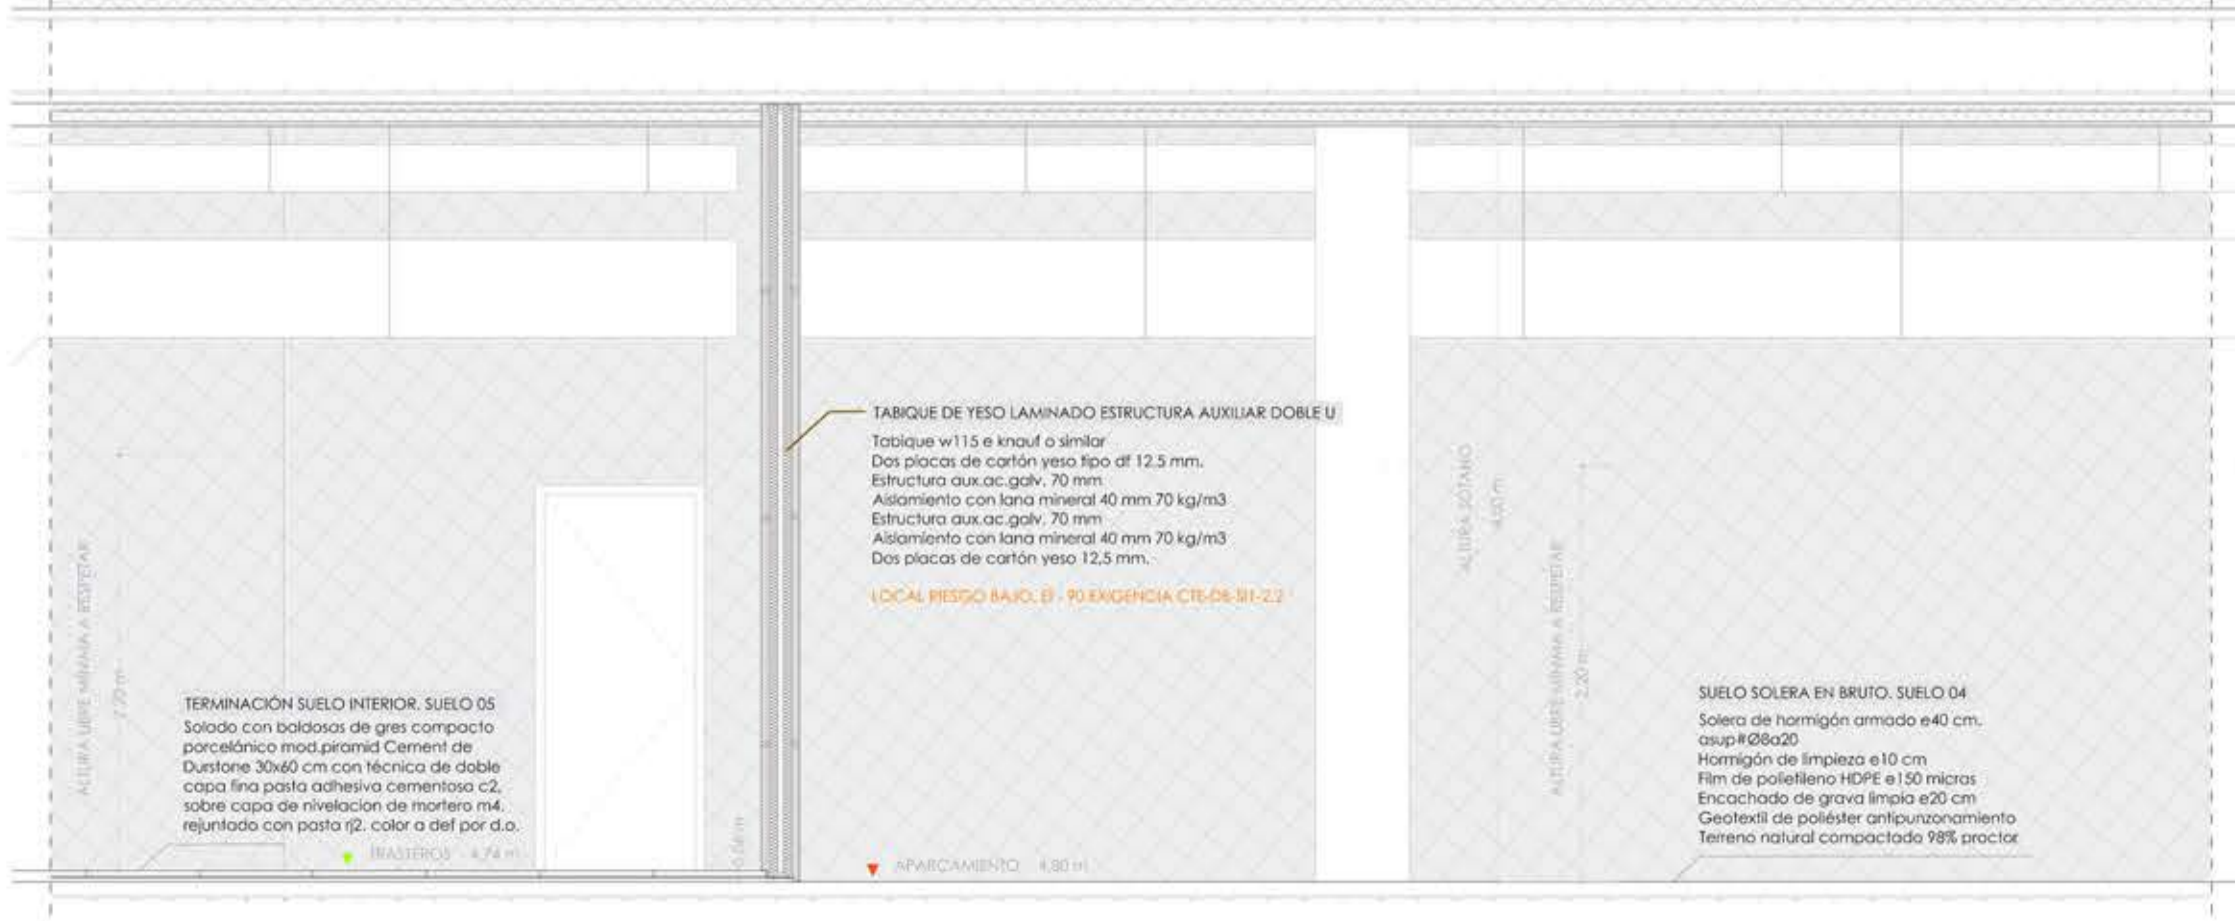 TABIQUE DE YESO LAMINADO ESTRUCTURA AUXILIAR DOBLE U
Tabique w115 e knauf o similar
Dos placas de cartón yeso tipo df 12.5 mm.
Estructura aux.ac.galv. 70 mm
Aislamiento con lana mineral 40 mm 70 kg/m3
Estructura aux.ac.galv. 70 mm
Aislamiento con lana mineral 40 mm 70 kg/m3
Dos placas de cartón yeso 12,5 mm.
LOCAL RIESGO BAJO. EI - 90 EXIGENCIA CTE-DB-SI1-2.2
ALTURA LIBRE MÍNIMA A RESPETAR
2,70 m
TERMINACIÓN SUELO INTERIOR. SUELO 05
Solado con baldosas de gres compacto
porcelánico mod.piramid Cement de
Durstone 30x60 cm con técnica de doble
capa fina pasta adhesiva cementosa c2,
sobre capa de nivelacion de mortero m4.
rejuntado con pasta rj2. color a def por d.o.
TRASTEROS - 4,74 m
APARCAMIENTO 4,80 m
ALTURA SÓTANO
4,00 m
ALTURA LIBRE MÍNIMA A RESPETAR
2,20 m
SUELO SOLERA EN BRUTO. SUELO 04
Solera de hormigón armado e40 cm.
asup#Ø8a20
Hormigón de limpieza e10 cm
Film de polietileno HDPE e150 micras
Encachado de grava limpia e20 cm
Geotextil de poliéster antipunzonamiento
Terreno natural compactado 98% proctor